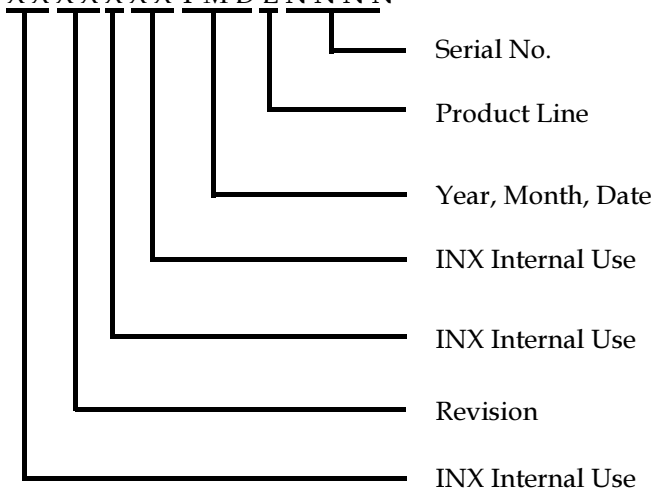 X X X X X X X Y M D L N N N N
Serial No.
Product Line
Year, Month, Date
INX Internal Use
INX Internal Use
Revision
INX Internal Use